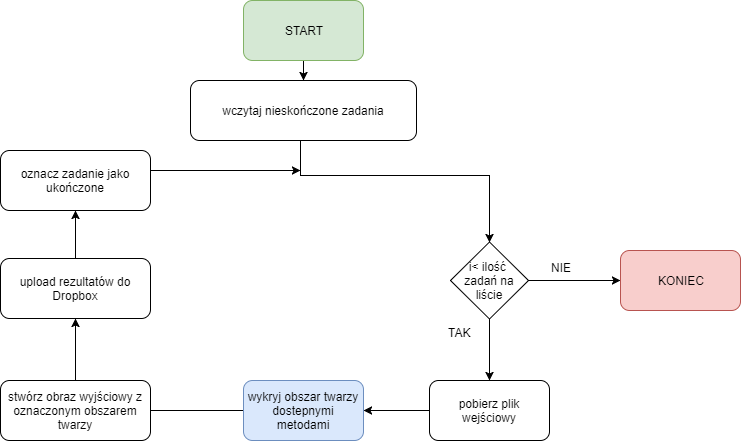 START
wczytaj nieskończone zadania
oznacz zadanie jako
ukończone
i< ilość
zadań na
liście
NIE
KONIEC
upload rezultatów do
Dropbox
TAK
stwórz obraz wyjściowy z
oznaczonym obszarem
twarzy
wykryj obszar twarzy
dostepnymi
metodami
pobierz plik
wejściowy